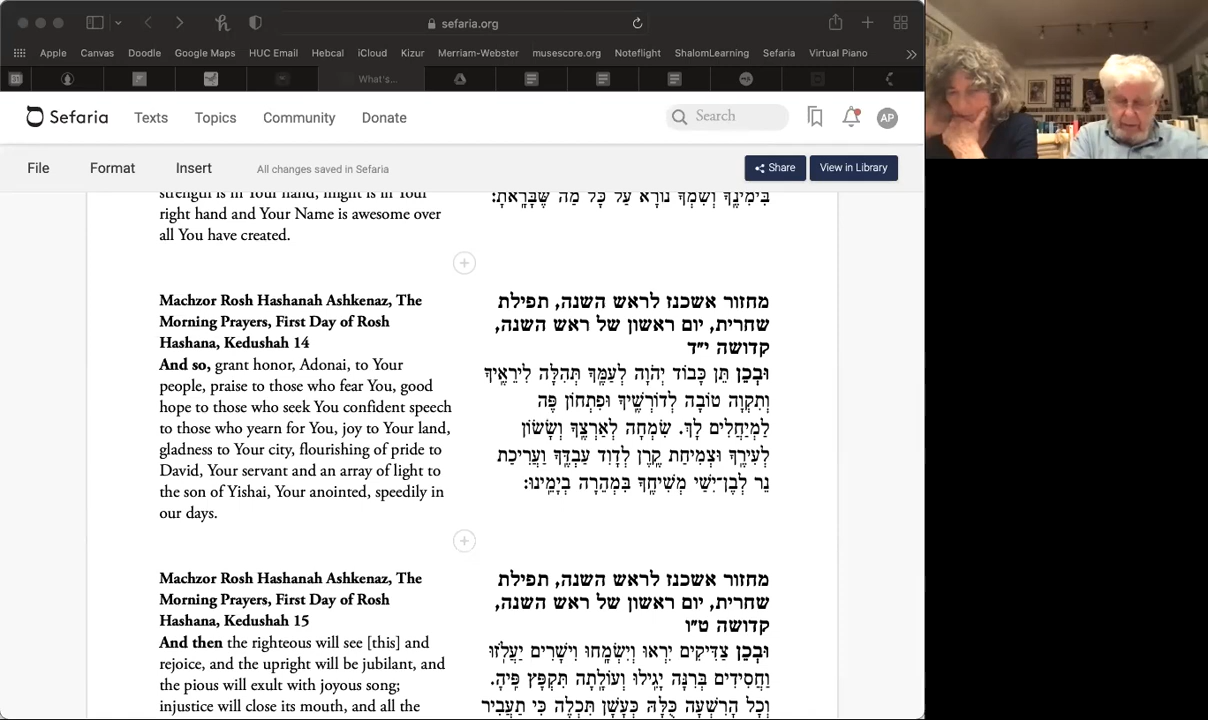 sefaria.org
Apple Canvas Doodle Google Maps HUC Email Hebcal iCloud Kizur Merriam-Webster musescore.org Noteflight ShalomLearning Sefaria Virtual Piano
What's...
Sefaria Texts Topics Community Donate Search AP
File Format Insert All changes saved in Sefaria Share View in Library
strength is in Your hand, might is in Your
right hand and Your Name is awesome over
all You have created.
בִּימִינֶֽךָ וְשִׁמְךָ נוֹרָא עַל כָּל מַה שֶּׁבָּרָֽאתָ:
Machzor Rosh Hashanah Ashkenaz, The
Morning Prayers, First Day of Rosh
Hashana, Kedushah 14
And so, grant honor, Adonai, to Your
people, praise to those who fear You, good
hope to those who seek You confident speech
to those who yearn for You, joy to Your land,
gladness to Your city, flourishing of pride to
David, Your servant and an array of light to
the son of Yishai, Your anointed, speedily in
our days.
מחזור אשכנז לראש השנה, תפילת
שחרית, יום ראשון של ראש השנה,
קדושה י״ד
וּבְכֵן תֵּן כָּבוֹד יְהֹוָה לְעַמֶּֽךָ תְּהִלָּה לִירֵאֶֽיךָ
וְתִקְוָה טוֹבָה לְדוֹרְשֶֽׁיךָ וּפִתְחוֹן פֶּה
לַמְיַחֲלִים לָךְ. שִׂמְחָה לְאַרְצֶֽךָ וְשָׂשׂוֹן
לְעִירֶֽךָ וּצְמִיחַת קֶֽרֶן לְדָוִד עַבְדֶּֽךָ וַעֲרִיכַת
נֵר לְבֶן־יִשַׁי מְשִׁיחֶֽךָ בִּמְהֵרָה בְיָמֵֽינוּ:
Machzor Rosh Hashanah Ashkenaz, The
Morning Prayers, First Day of Rosh
Hashana, Kedushah 15
And then the righteous will see [this] and
rejoice, and the upright will be jubilant, and
the pious will exult with joyous song;
injustice will close its mouth, and all the
מחזור אשכנז לראש השנה, תפילת
שחרית, יום ראשון של ראש השנה,
קדושה ט״ו
וּבְכֵן צַדִּיקִים יִרְאוּ וְיִשְׂמָֽחוּ וִישָׁרִים יַעֲלֹֽזוּ
וַחֲסִידִים בְּרִנָּה יָגִֽילוּ וְעוֹלָֽתָה תִּקְפָּץ פִּֽיהָ.
וְכָל הָרִשְׁעָה כֻּלָּהּ כְּעָשָׁן תִּכְלֶה כִּי תַעֲבִיר